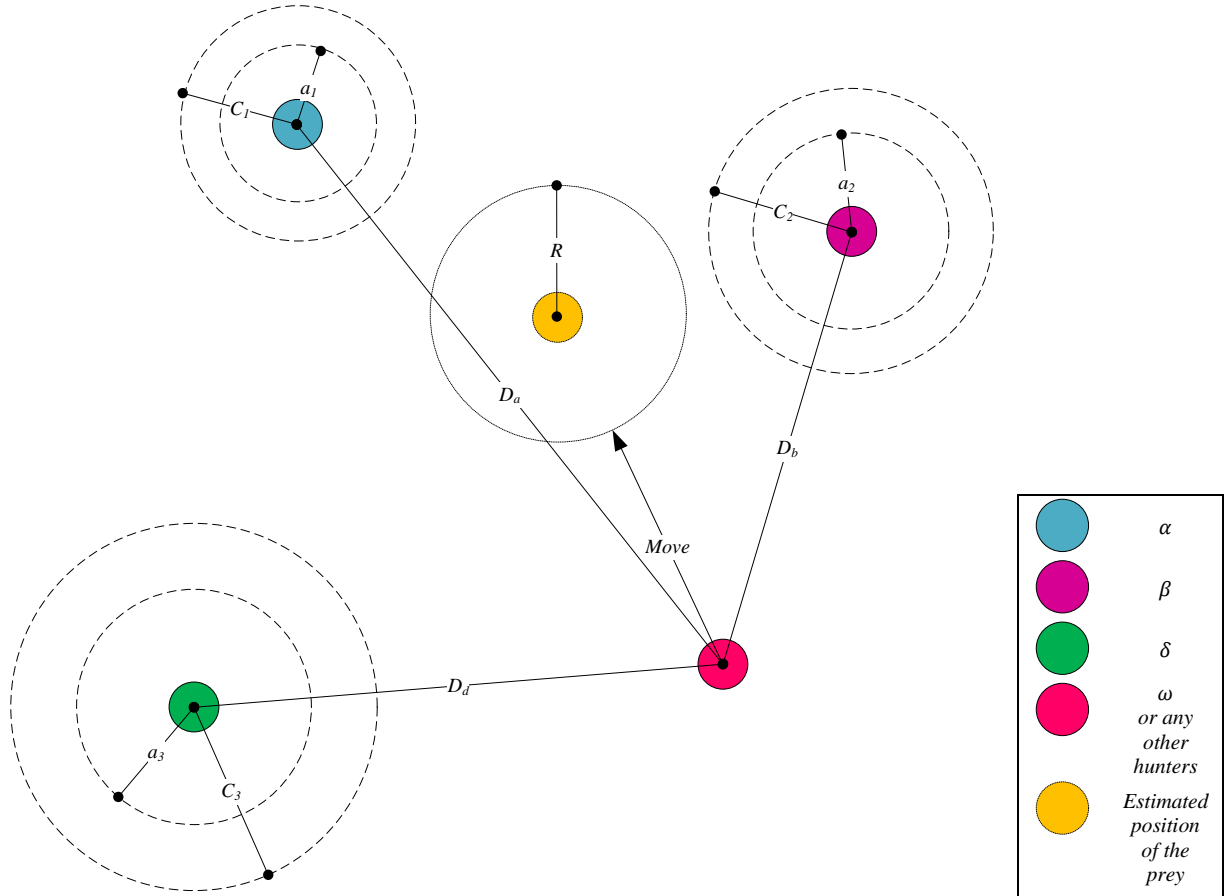 a1
C1
a2
C2
R
Da
Db
Move
Dd
a3
C3
α
β
δ
ω
or any
other
hunters
Estimated
position
of the
prey